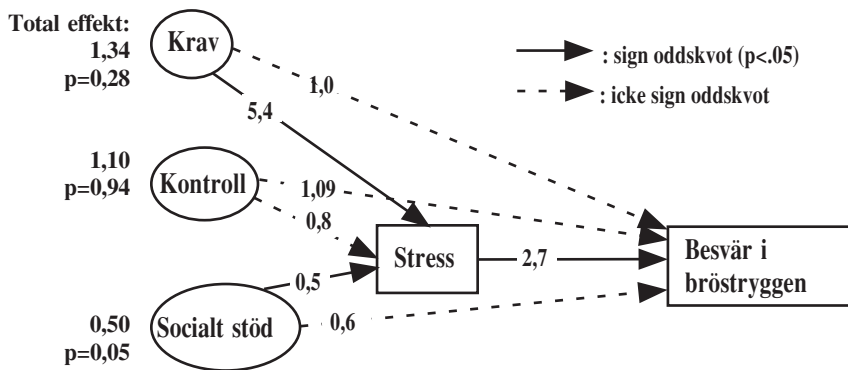 Total effekt:
1,34
p=0,28
Krav
: sign oddskvot (p<.05)
: icke sign oddskvot
1,0
5,4
1,10
p=0,94
Kontroll
1,09
0,8
Stress
2,7
Besvär i
bröstryggen
0,5
0,50
p=0,05
Socialt stöd
0,6